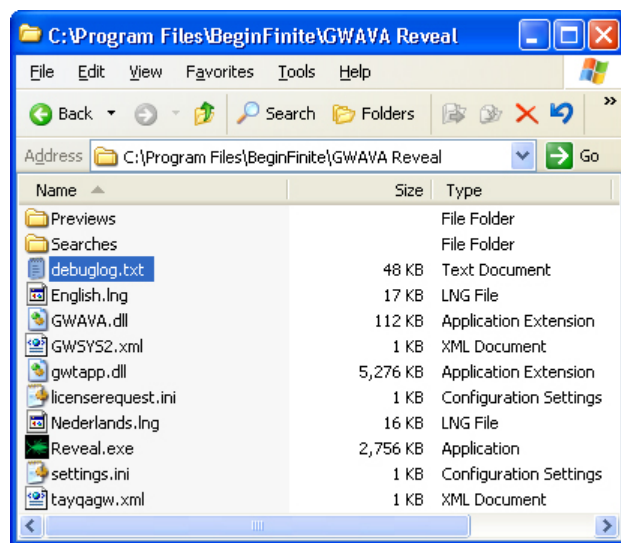 C:\Program Files\BeginFinite\GWAVA Reveal
File Edit View Favorites Tools Help
Back Search Folders »
Address C:\Program Files\BeginFinite\GWAVA Reveal Go
Name Size Type
Previews File Folder
Searches File Folder
debuglog.txt 48 KB Text Document
English.lng 17 KB LNG File
GWAVA.dll 112 KB Application Extension
GWSYS2.xml 1 KB XML Document
gwtapp.dll 5,276 KB Application Extension
licenserequest.ini 1 KB Configuration Settings
Nederlands.lng 16 KB LNG File
Reveal.exe 2,756 KB Application
settings.ini 1 KB Configuration Settings
tayqagw.xml 1 KB XML Document